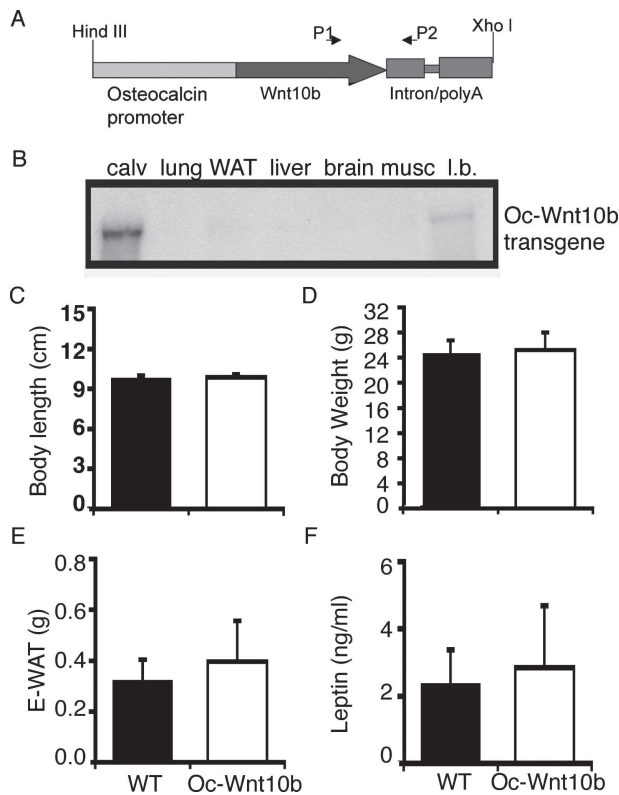 A
Hind III
P1
P2
Xho I
Osteocalcin
promoter
Wnt10b
Intron/polyA
B
calv lung WAT liver brain musc l.b.
Oc-Wnt10b
transgene
C
Body length (cm)
15
12
9
6
3
0
D
Body Weight (g)
32
28
24
20
16
12
8
4
0
E
E-WAT (g)
0.8
0.6
0.4
0.2
0.0
WT Oc-Wnt10b
F
Leptin (ng/ml)
6
4
2
0
WT Oc-Wnt10b